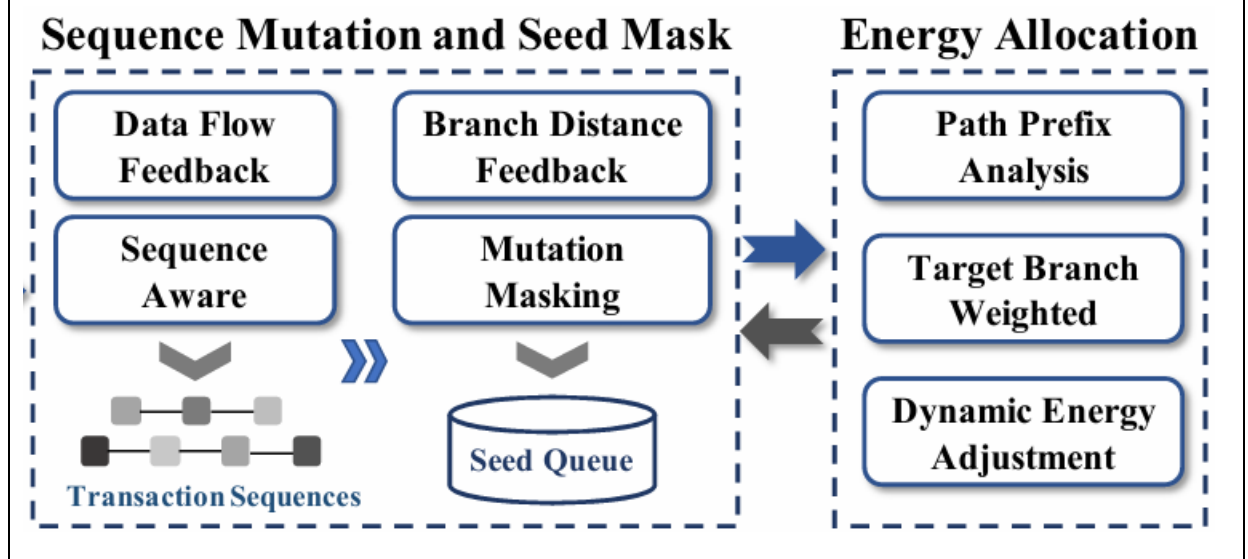 Sequence Mutation and Seed Mask
Data Flow
Feedback
Sequence
Aware
Transaction Sequences
Branch Distance
Feedback
Mutation
Masking
Seed Queue
Energy Allocation
Path Prefix
Analysis
Target Branch
Weighted
Dynamic Energy
Adjustment